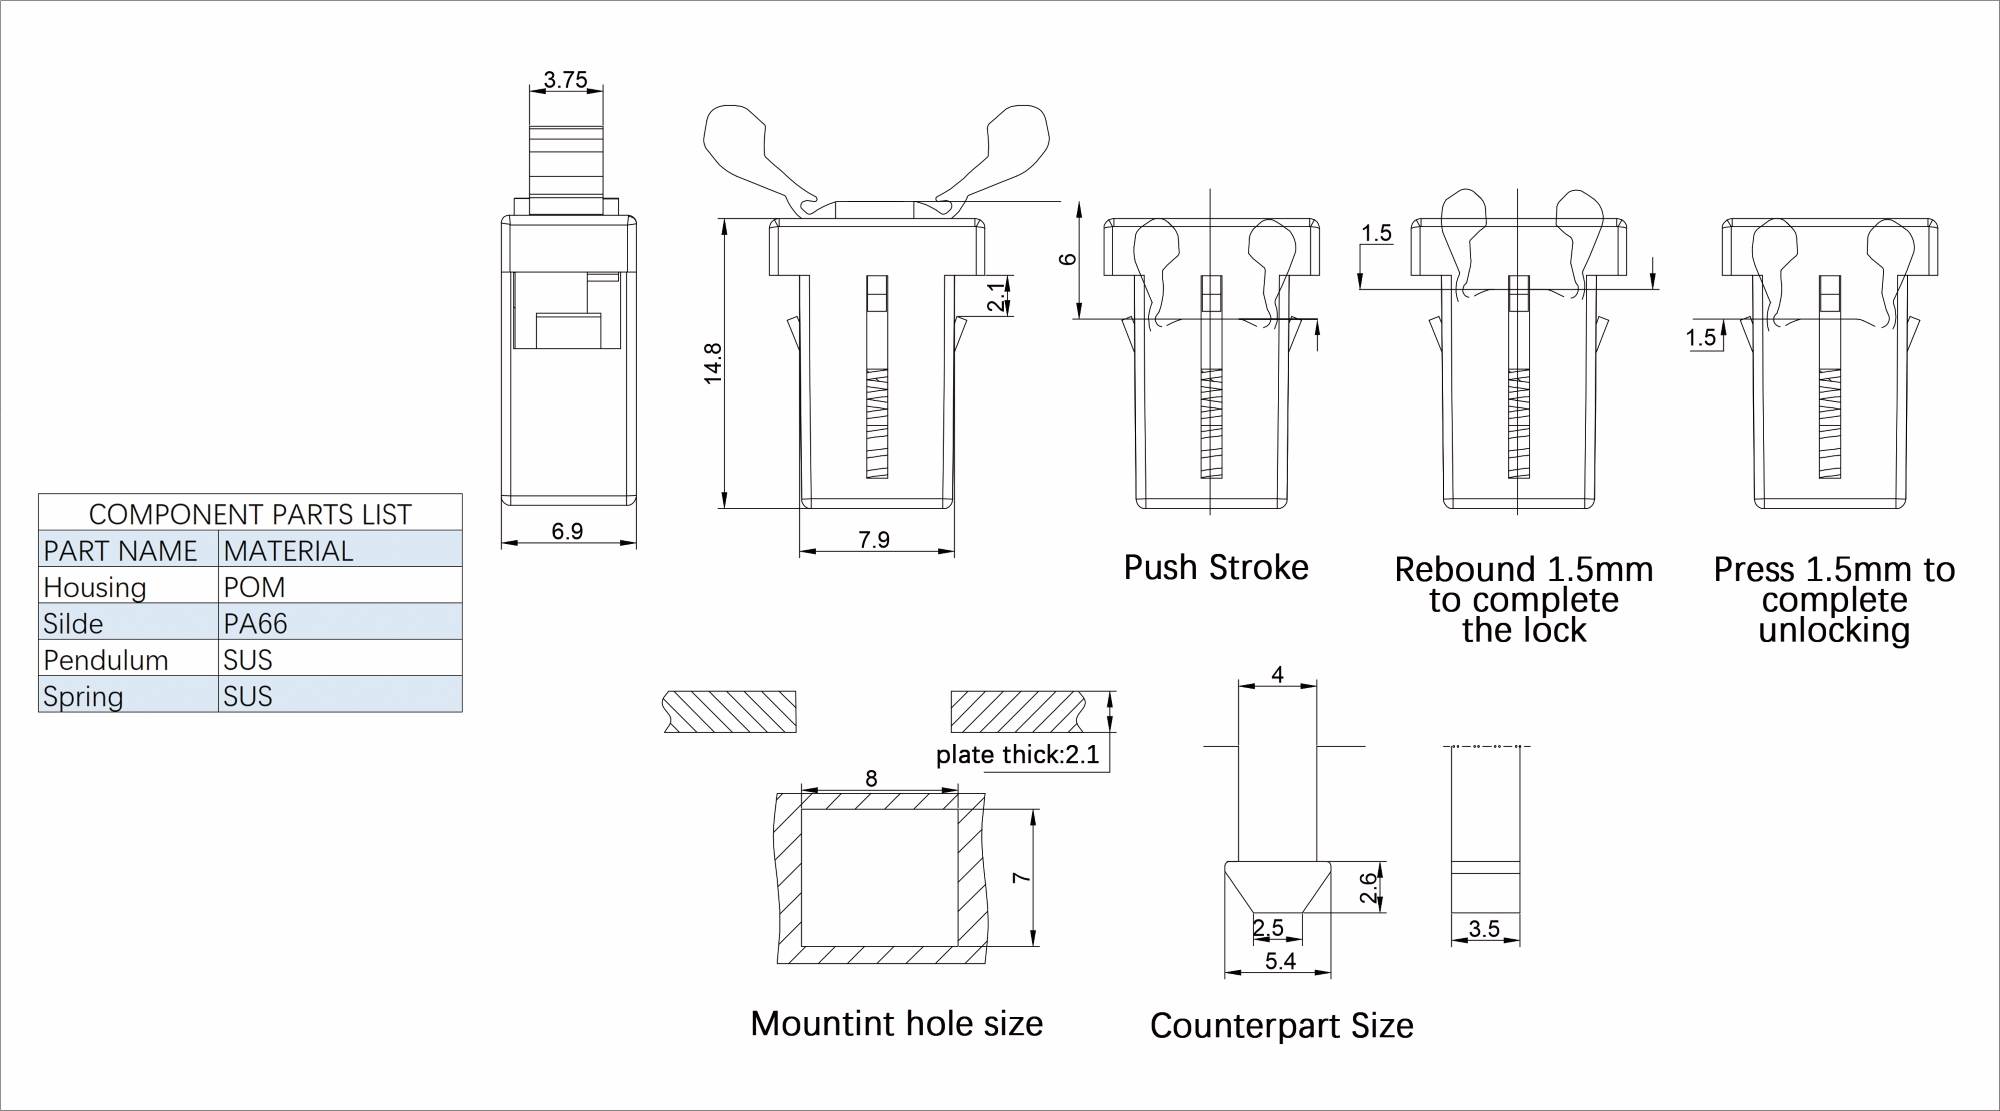 3.75
6
2.1
14.8
6.9
7.9
1.5
1.5
Push Stroke
Rebound 1.5mm
to complete
the lock
Press 1.5mm to
complete
unlocking
COMPONENT PARTS LIST
PART NAME MATERIAL
Housing POM
Silde PA66
Pendulum SUS
Spring SUS
plate thick:2.1
8
7
Mountint hole size
4
2.6
2.5
5.4
3.5
Counterpart Size